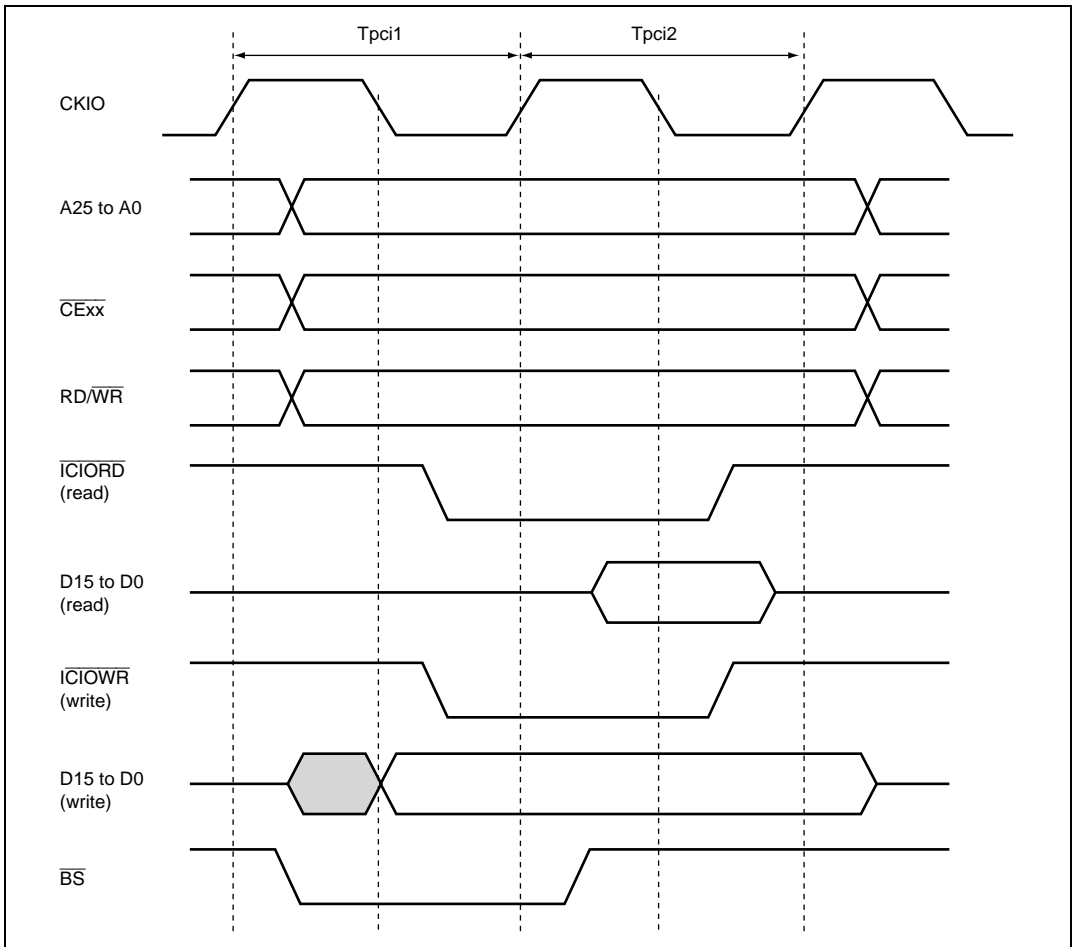 Tpci1 Tpci2
CKIO
A25 to A0
CExx
RD/WR
ICIORD
(read)
D15 to D0
(read)
ICIOWR
(write)
D15 to D0
(write)
BS